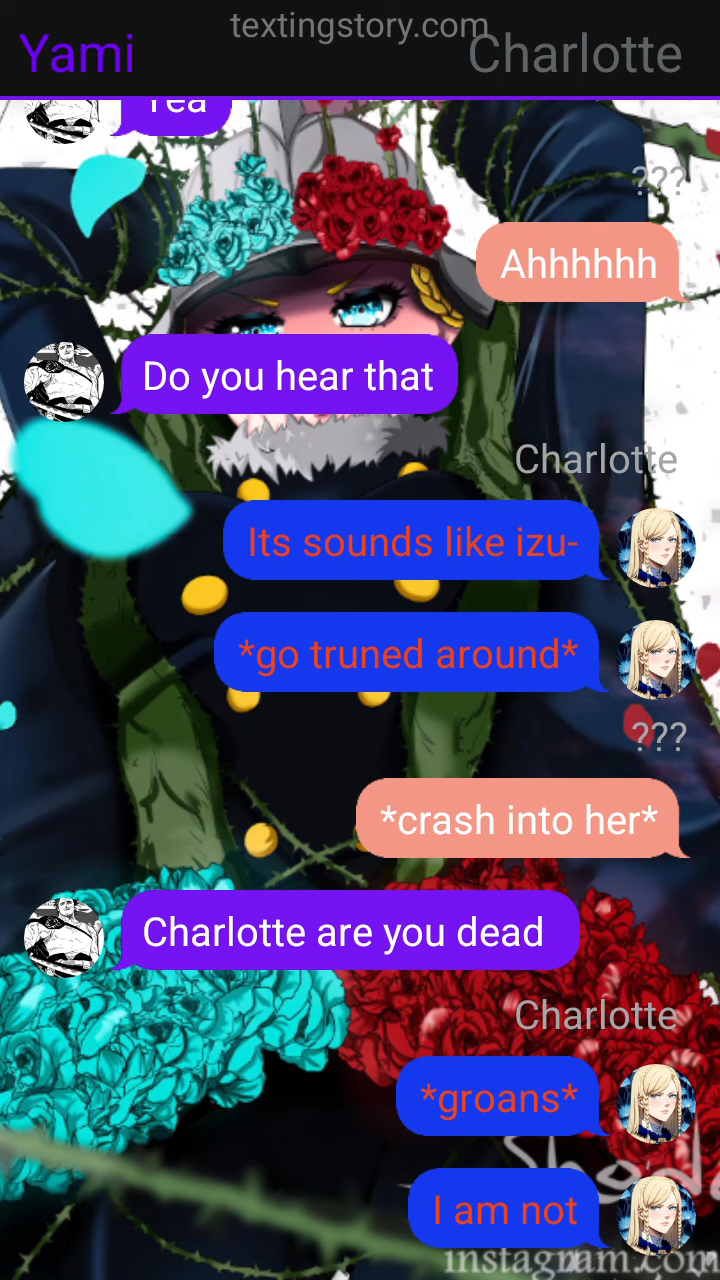 textingstory.com
Yami
Charlotte
Yea
???
Ahhhhhh
Do you hear that
Charlotte
Its sounds like izu-
*go truned around*
???
*crash into her*
Charlotte are you dead
Charlotte
*groans*
I am not
instagram.com